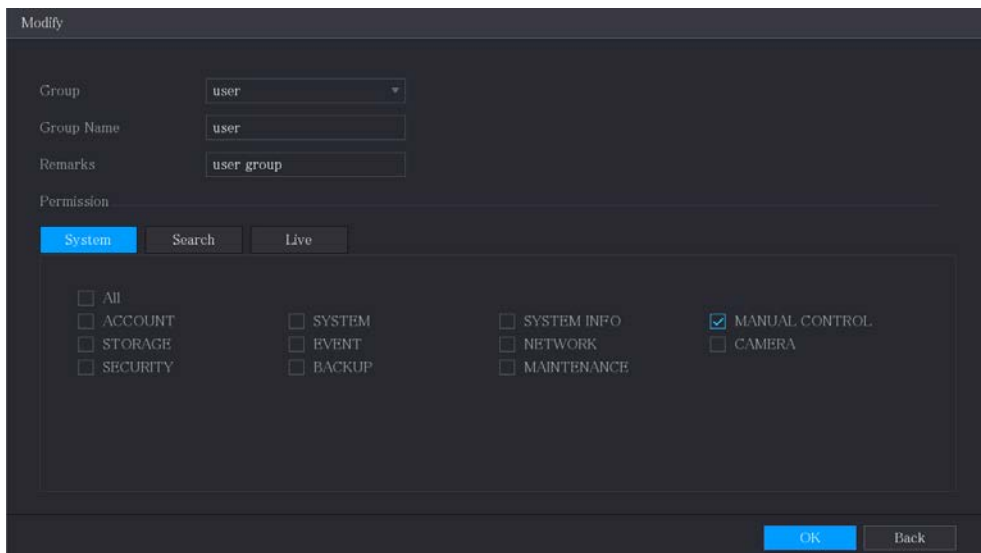 Modify
Group user
Group Name user
Remarks user group
Permission
System Search Live
All
ACCOUNT SYSTEM SYSTEM INFO MANUAL CONTROL
STORAGE EVENT NETWORK CAMERA
SECURITY BACKUP MAINTENANCE
OK Back